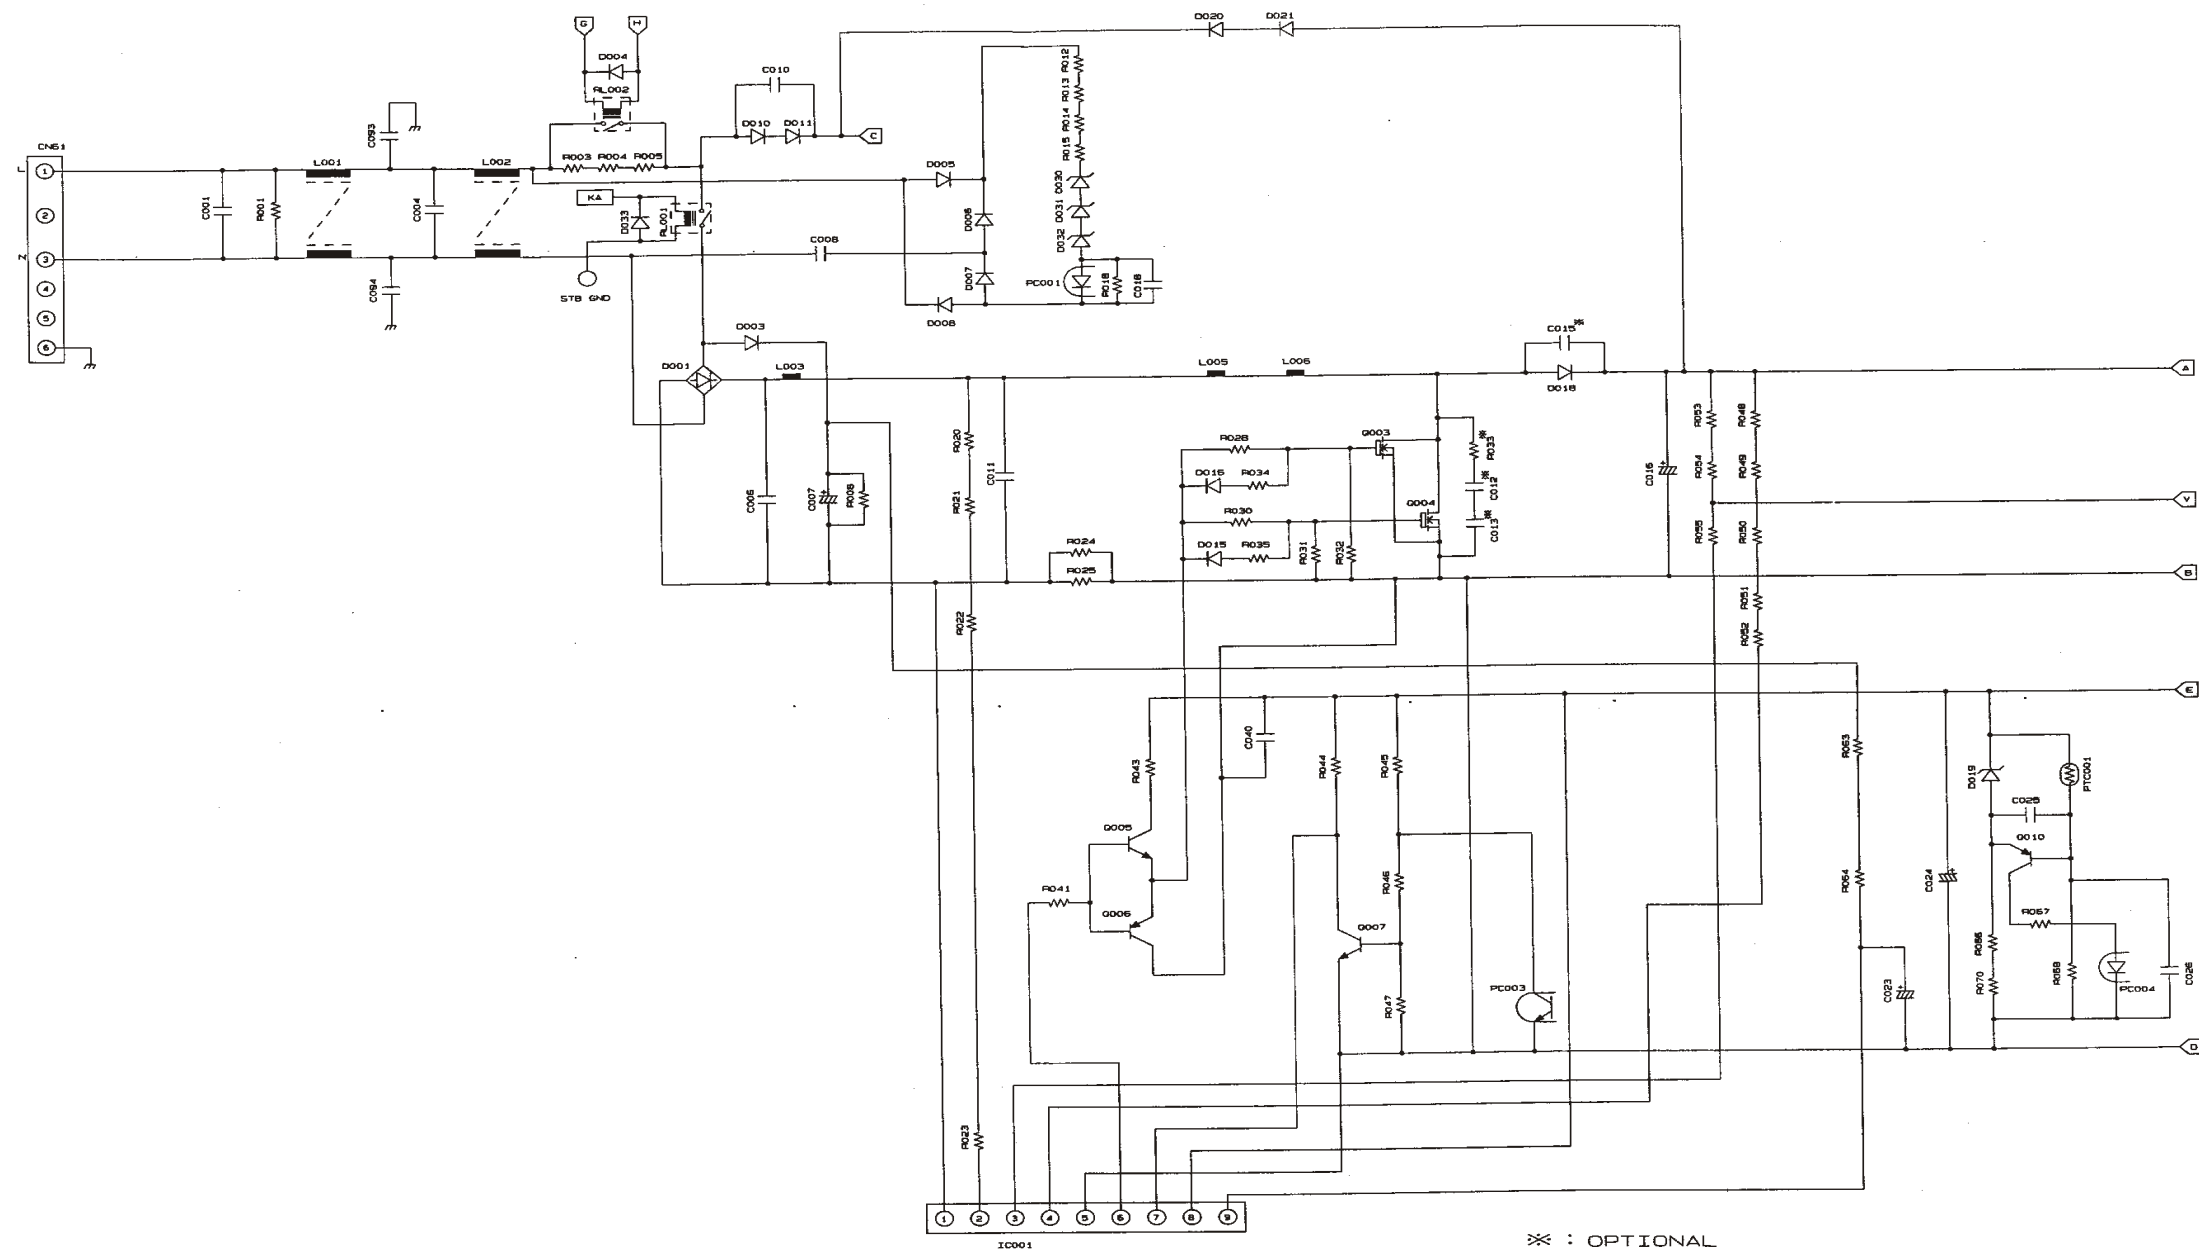 G H
D020 D021
D004
RL002
C010
R012
R013
R014
R015
D010 D011
C
C093
CN61
L 1
L001
L002
R003 R004 R005
D005
D030
KA
2
C001
R001
C004
D033
RL001
D006
D031
C008
D032
N 3
STB GND
C094
D007
PC001
R018
C018
4
5
6
D008
D003
C015 ※
D001
L003
L005
L006
D018
A
R020
R028
Q003
※ R033
R053
R048
D016 R034
C006
C007
R008
R021
C011
Q004
※ C012
C016
R054
R049
V
R030
※ C013
R024
D015 R035
R031
R032
R055
R050
R025
B
R022
R051
R052
E
C040
R043
R044
R045
R063
D019
PTC001
C025
Q005
Q010
R041
R046
R064
C024
Q006
Q007
R067
R066
R070
R068
PC004
C026
R047
PC003
C023
D
R023
1 2 3 4 5 6 7 8 9
IC001
※ : OPTIONAL